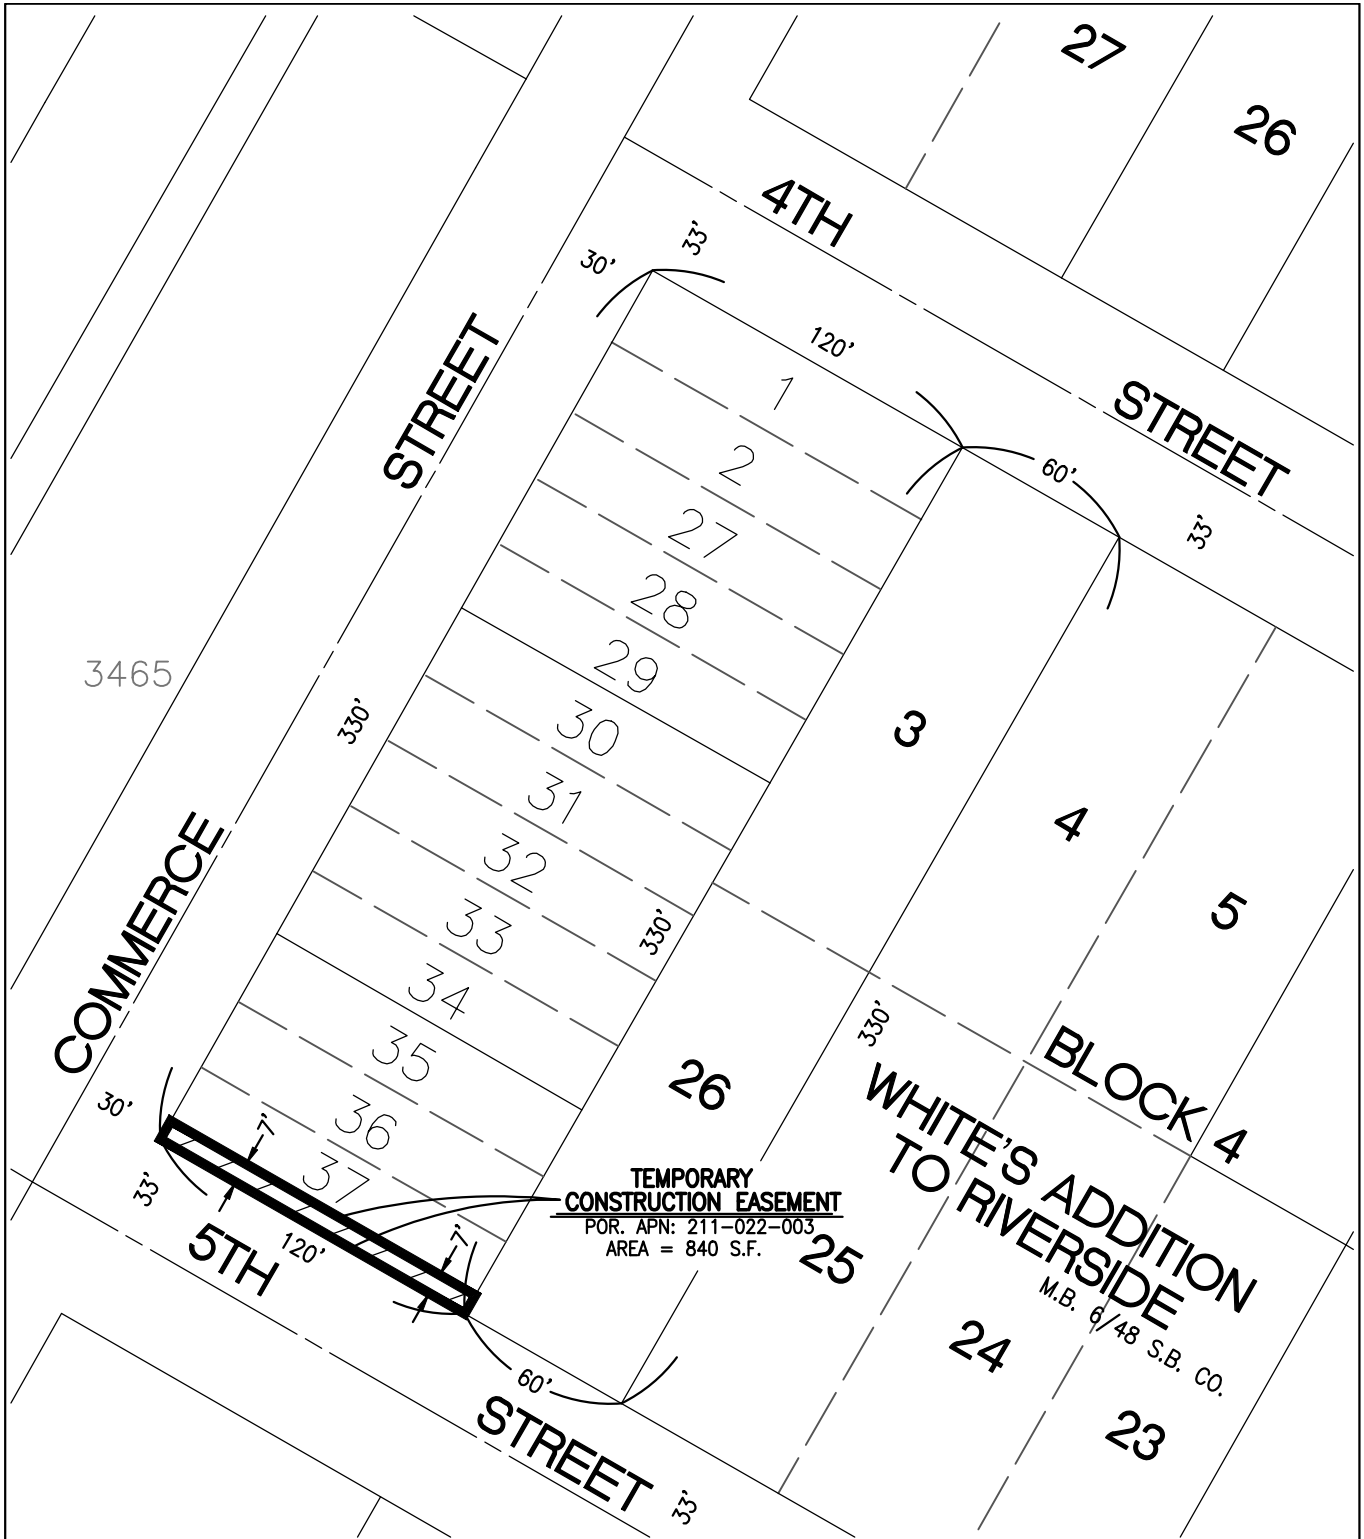 27
26
4TH
33'
30'
120'
STREET
1
STREET
2
60'
27
33'
28
29
3465
330'
30
3
31
4
32
5
33
330'
COMMERCE
34
330'
35
26
BLOCK 4
30'
36
WHITE'S ADDITION
TO RIVERSIDE
M.B. 6/48 S.B. CO.
7'
37
33'
TEMPORARY
CONSTRUCTION EASEMENT
POR. APN: 211-022-003
AREA = 840 S.F.
5TH
120'
7'
25
24
60'
STREET
23
33'